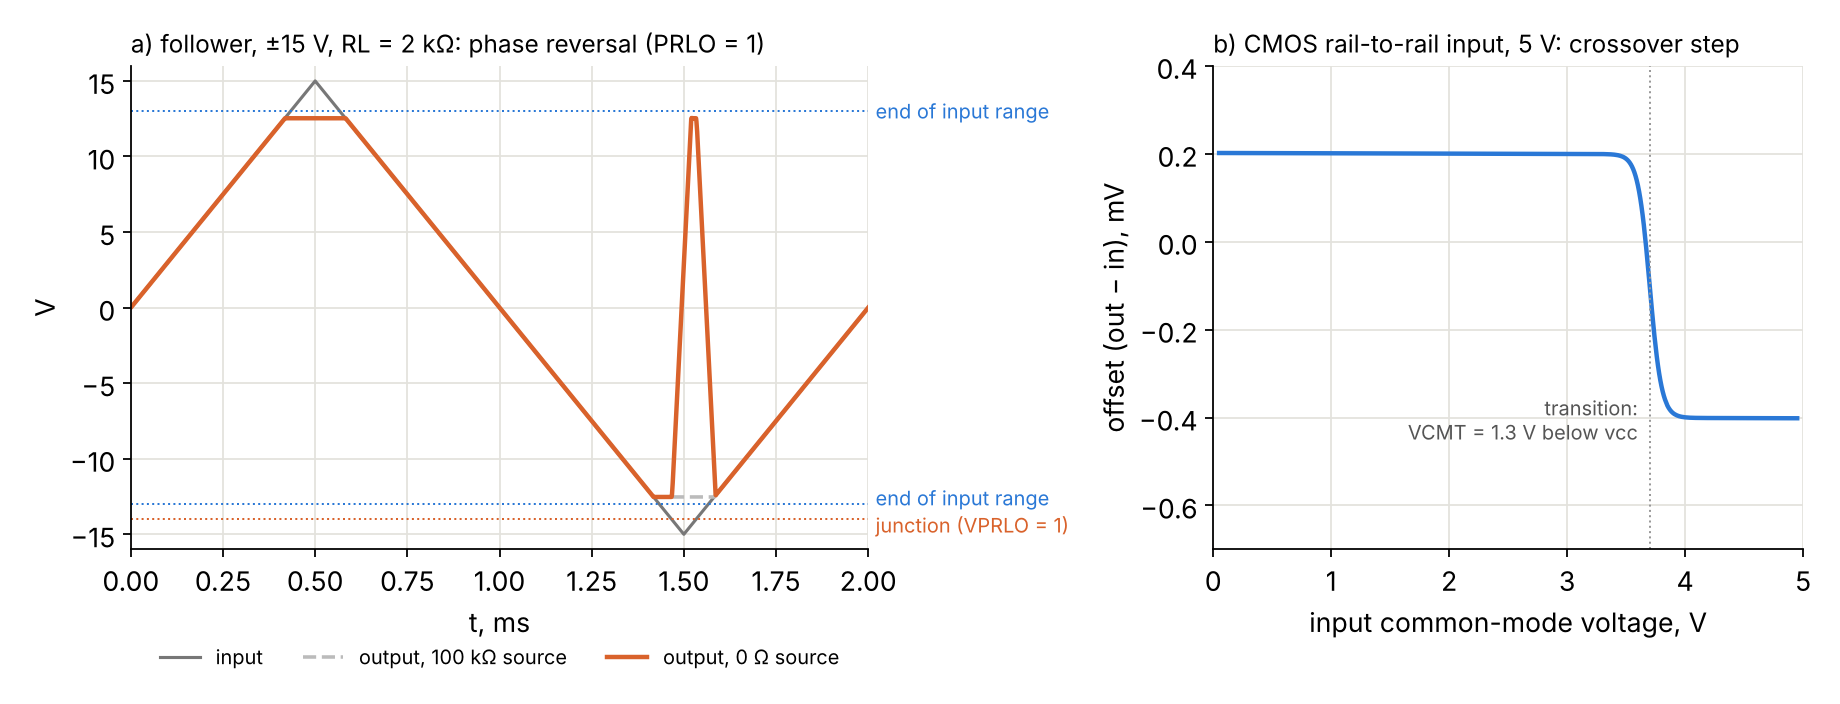 a) follower, ±15 V, RL = 2 kΩ: phase reversal (PRLO = 1)
15
10
5
0
−5
−10
−15
V
end of input range
end of input range
junction (VPRLO = 1)
0.00 0.25 0.50 0.75 1.00 1.25 1.50 1.75 2.00
t, ms
input output, 100 kΩ source output, 0 Ω source
b) CMOS rail-to-rail input, 5 V: crossover step
0.4
0.2
0.0
−0.2
−0.4
−0.6
offset (out − in), mV
transition:
VCMT = 1.3 V below vcc
0 1 2 3 4 5
input common-mode voltage, V